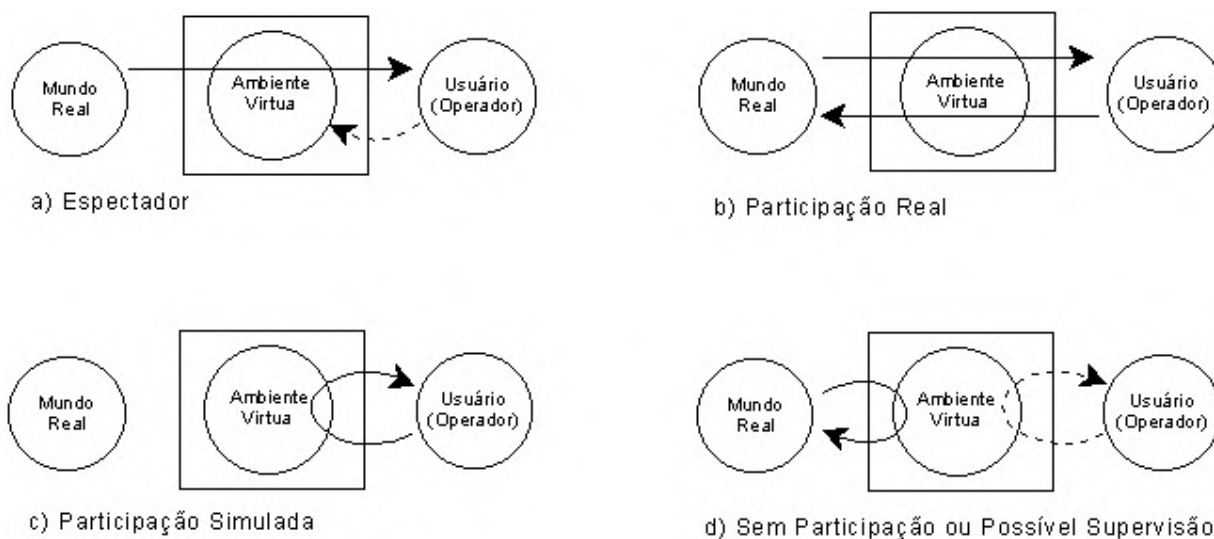 Mundo
Real
Ambiente
Virtua
Usuário
(Operador)
a) Espectador
Mundo
Real
Ambiente
Virtua
Usuário
(Operador)
b) Participação Real
Mundo
Real
Ambiente
Virtua
Usuário
(Operador)
c) Participação Simulada
Mundo
Real
Ambiente
Virtua
Usuário
(Operador)
d) Sem Participação ou Possível Supervisão